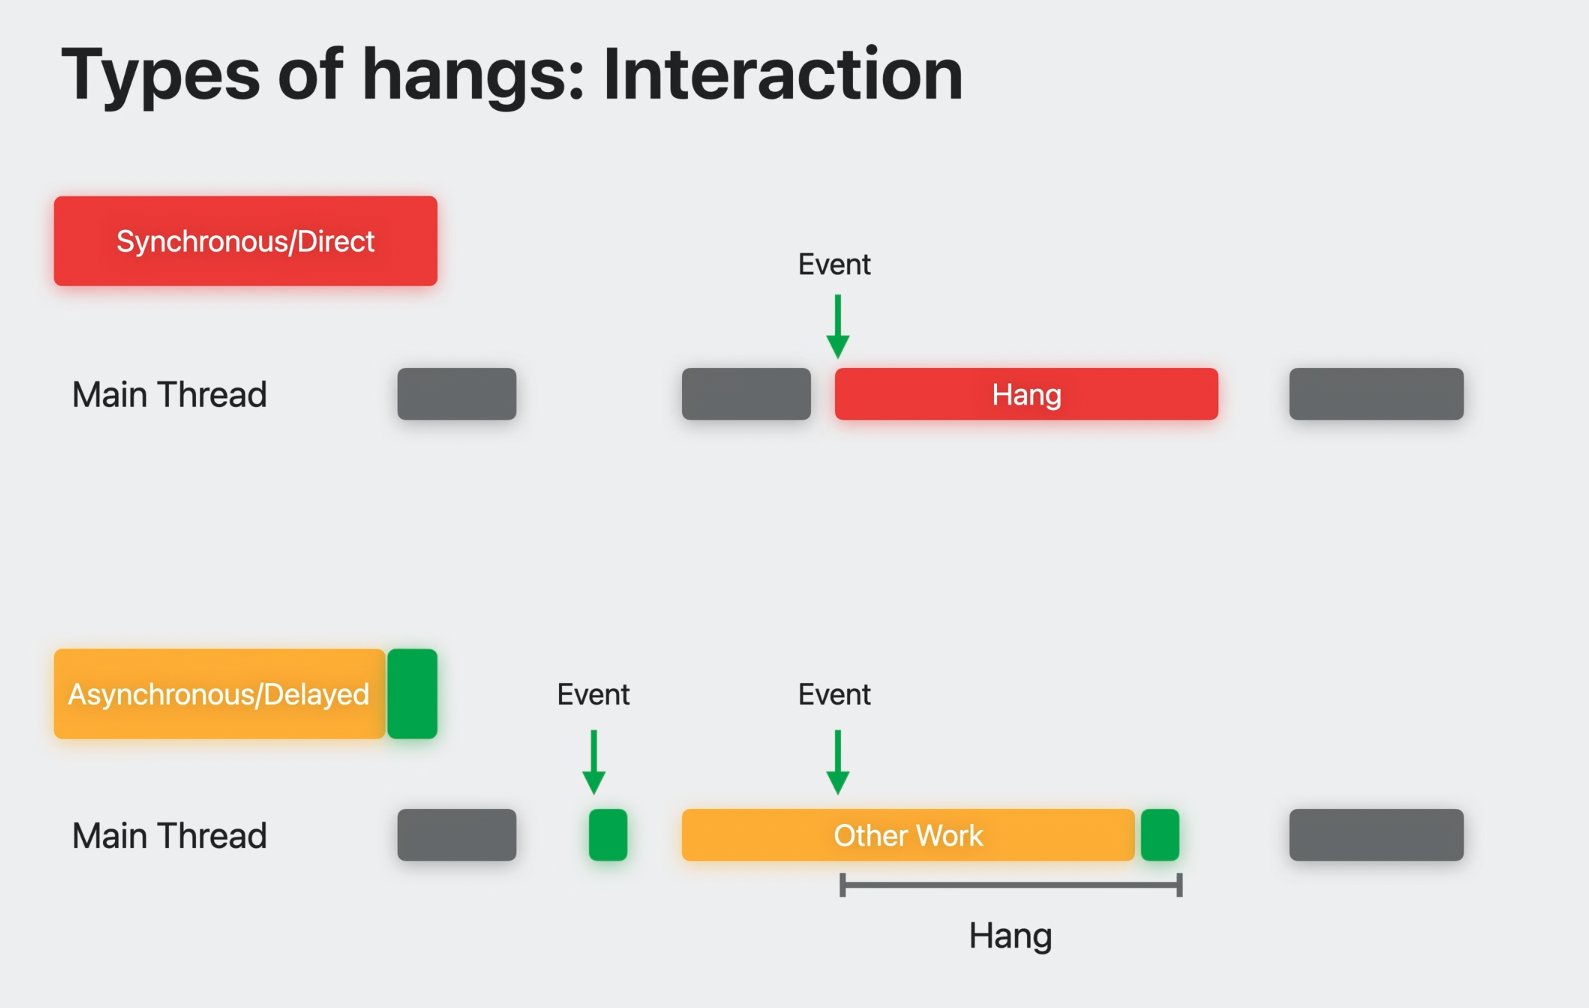 Types of hangs: Interaction
Synchronous/Direct
Event
Main Thread
Hang
Asynchronous/Delayed
Event
Event
Main Thread
Other Work
Hang